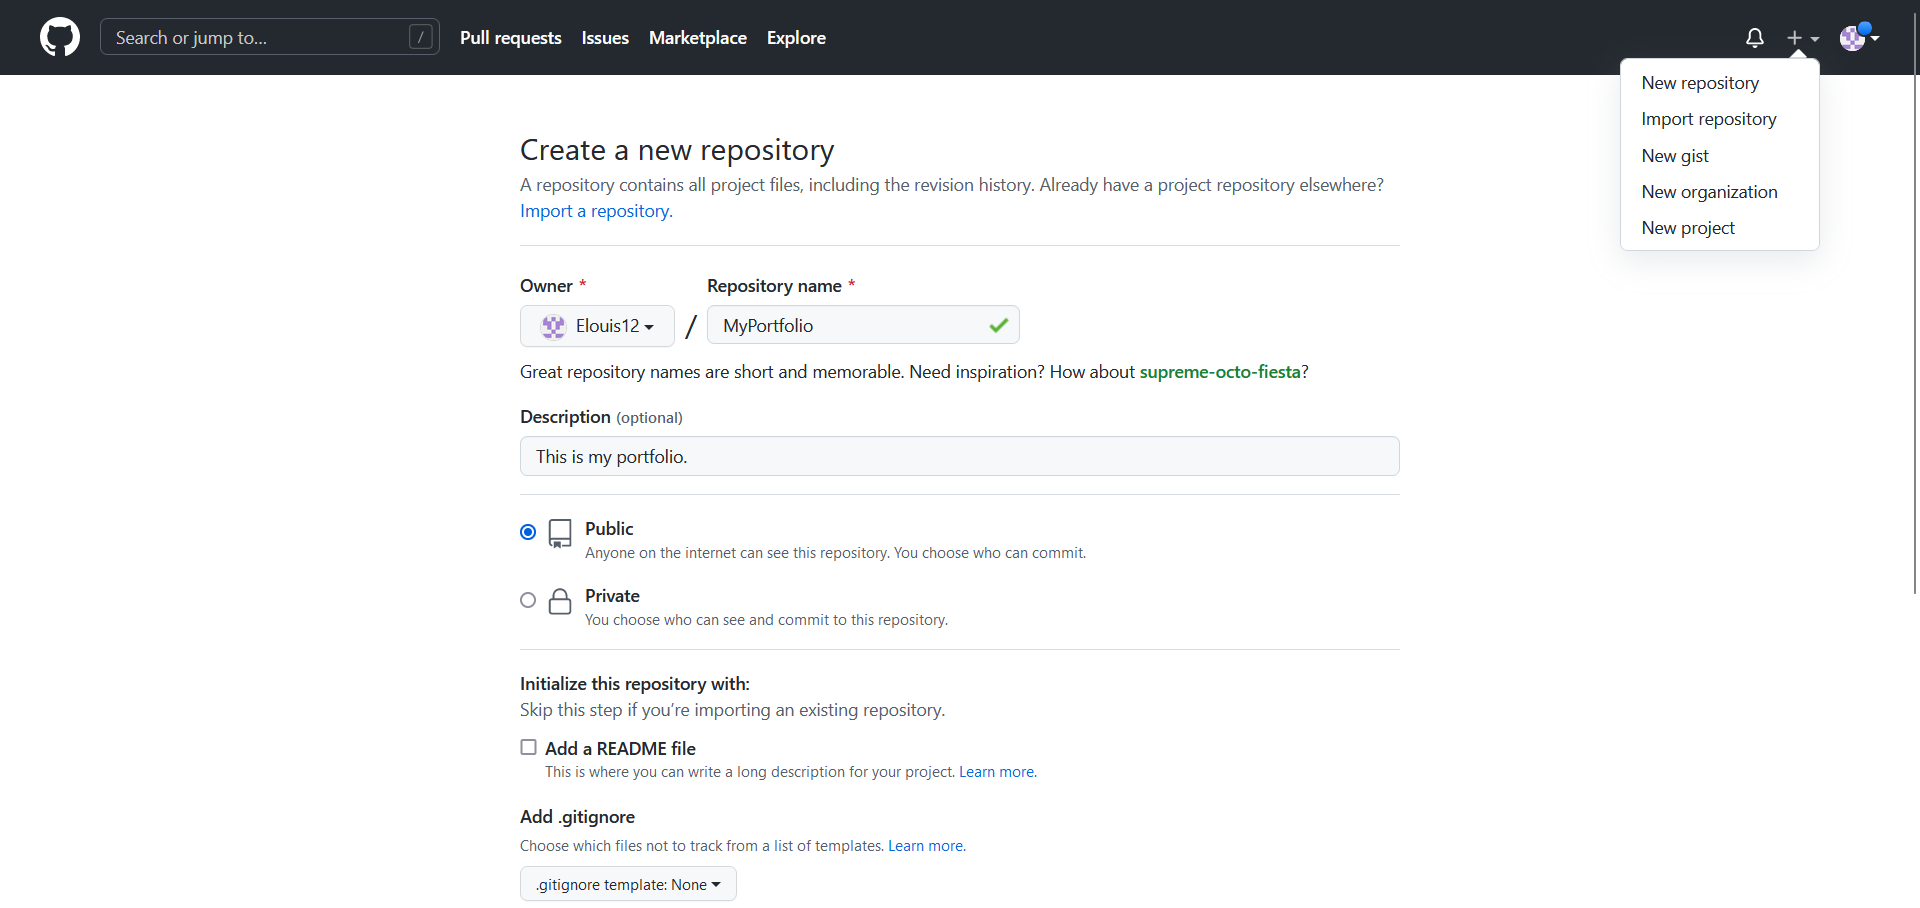 Search or jump to... /
Pull requests
Issues
Marketplace
Explore
New repository
Import repository
New gist
New organization
New project
Create a new repository
A repository contains all project files, including the revision history. Already have a project repository elsewhere?
Import a repository.
Owner *
Repository name *
Elouis12
/
MyPortfolio
Great repository names are short and memorable. Need inspiration? How about supreme-octo-fiesta?
Description (optional)
This is my portfolio.
Public
Anyone on the internet can see this repository. You choose who can commit.
Private
You choose who can see and commit to this repository.
Initialize this repository with:
Skip this step if you’re importing an existing repository.
Add a README file
This is where you can write a long description for your project. Learn more.
Add .gitignore
Choose which files not to track from a list of templates. Learn more.
.gitignore template: None